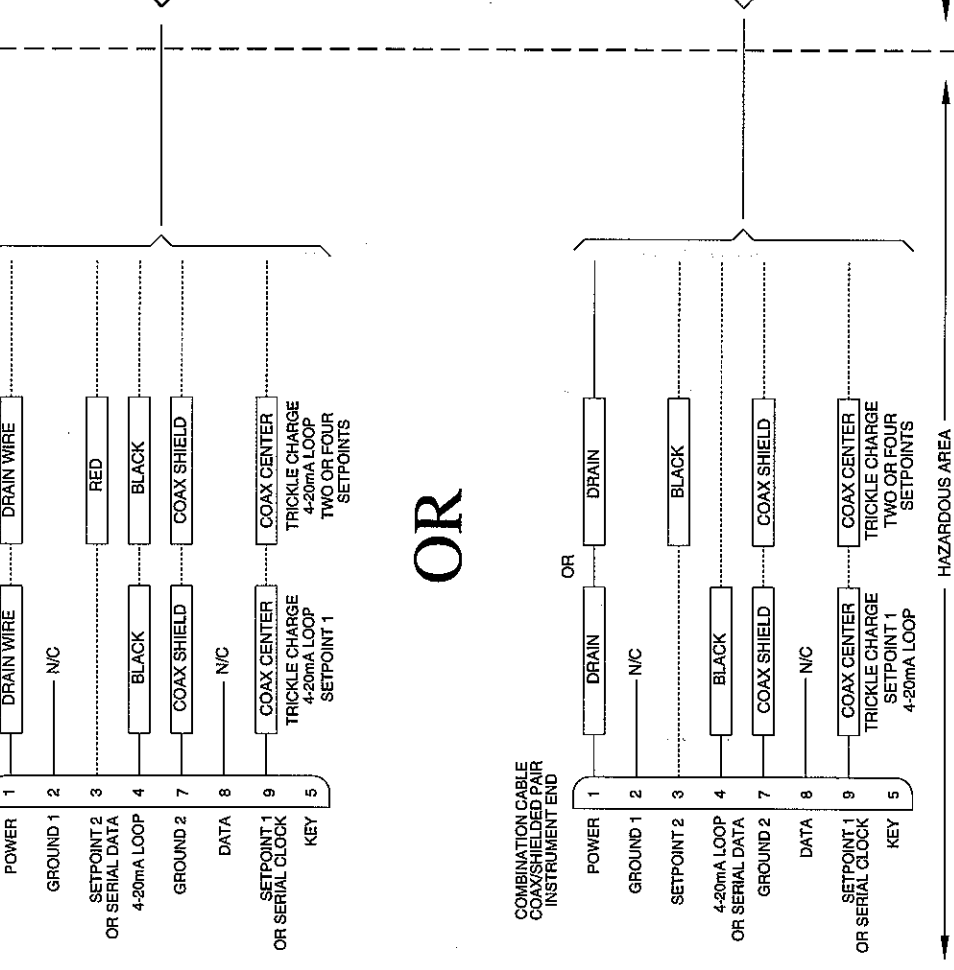 DRAIN WIRE
RED
BLACK
COAX SHIELD
COAX CENTER
TRICKLE CHARGE
4-20mA LOOP
TWO OR FOUR
SETPOINTS
DRAIN WIRE
N/C
BLACK
COAX SHIELD
N/C
COAX CENTER
TRICKLE CHARGE
4-20mA LOOP
SETPOINT 1
1
2
3
4
7
8
9
5
POWER
GROUND 1
SETPOINT 2
OR SERIAL DATA
4-20mA LOOP
GROUND 2
DATA
SETPOINT 1
OR SERIAL CLOCK
KEY
OR
DRAIN
BLACK
COAX SHIELD
COAX CENTER
TRICKLE CHARGE
TWO OR FOUR
SETPOINTS
OR
DRAIN
N/C
BLACK
COAX SHIELD
N/C
COAX CENTER
TRICKLE CHARGE
SETPOINT 1
4-20mA LOOP
COMBINATION CABLE
COAX/SHIELDED PAIR
INSTRUMENT END
1
2
3
4
7
8
9
5
POWER
GROUND 1
SETPOINT 2
4-20mA LOOP
OR SERIAL DATA
GROUND 2
DATA
SETPOINT 1
OR SERIAL CLOCK
KEY
HAZARDOUS AREA